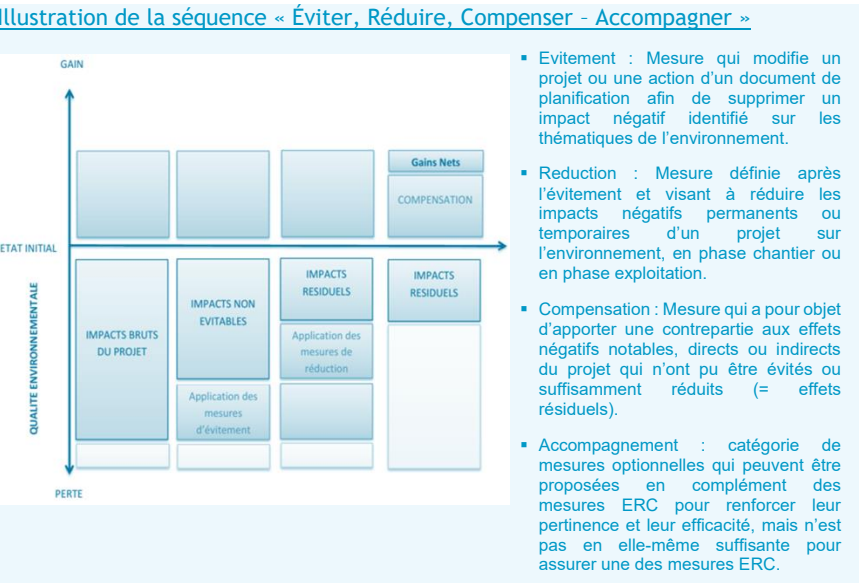 Illustration de la séquence « Éviter, Réduire, Compenser – Accompagner »
GAIN
Gains Nets
COMPENSATION
ETAT INITIAL
QUALITE ENVIRONNEMENTALE
IMPACTS BRUTS
DU PROJET
IMPACTS NON
EVITABLES
Application des
mesures
d'évitement
IMPACTS
RESIDUELS
Application des
mesures de
réduction
IMPACTS
RESIDUELS
PERTE
▪ Evitement : Mesure qui modifie un
projet ou une action d'un document de
planification afin de supprimer un
impact négatif identifié sur les
thématiques de l'environnement.
▪ Reduction : Mesure définie après
l'évitement et visant à réduire les
impacts négatifs permanents ou
temporaires d'un projet sur
l'environnement, en phase chantier ou
en phase exploitation.
▪ Compensation : Mesure qui a pour objet
d'apporter une contrepartie aux effets
négatifs notables, directs ou indirects
du projet qui n'ont pu être évités ou
suffisamment réduits (= effets
résiduels).
▪ Accompagnement : catégorie de
mesures optionnelles qui peuvent être
proposées en complément des
mesures ERC pour renforcer leur
pertinence et leur efficacité, mais n'est
pas en elle-même suffisante pour
assurer une des mesures ERC.